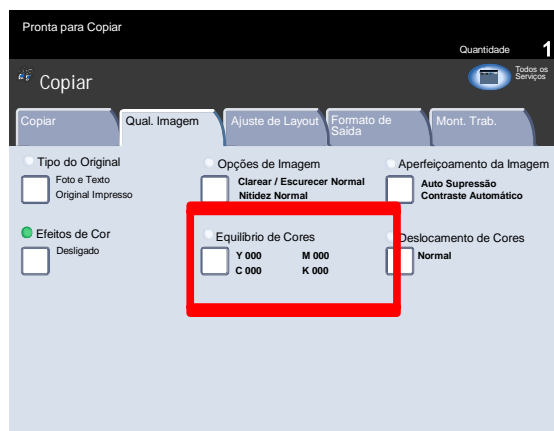 Pronta para Copiar
Quantidade 1
Copiar
Todos os
Serviços
Copiar
Qual. Imagem
Ajuste de Layout
Formato de
Saída
Mont. Trab.
Tipo do Original
Foto e Texto
Original Impresso
Opções de Imagem
Clarear / Escurecer Normal
Nitidez Normal
Aperfeiçoamento da Imagem
Auto Supressão
Contraste Automático
Efeitos de Cor
Desligado
Equilíbrio de Cores
Y 000 M 000
C 000 K 000
Deslocamento de Cores
Normal